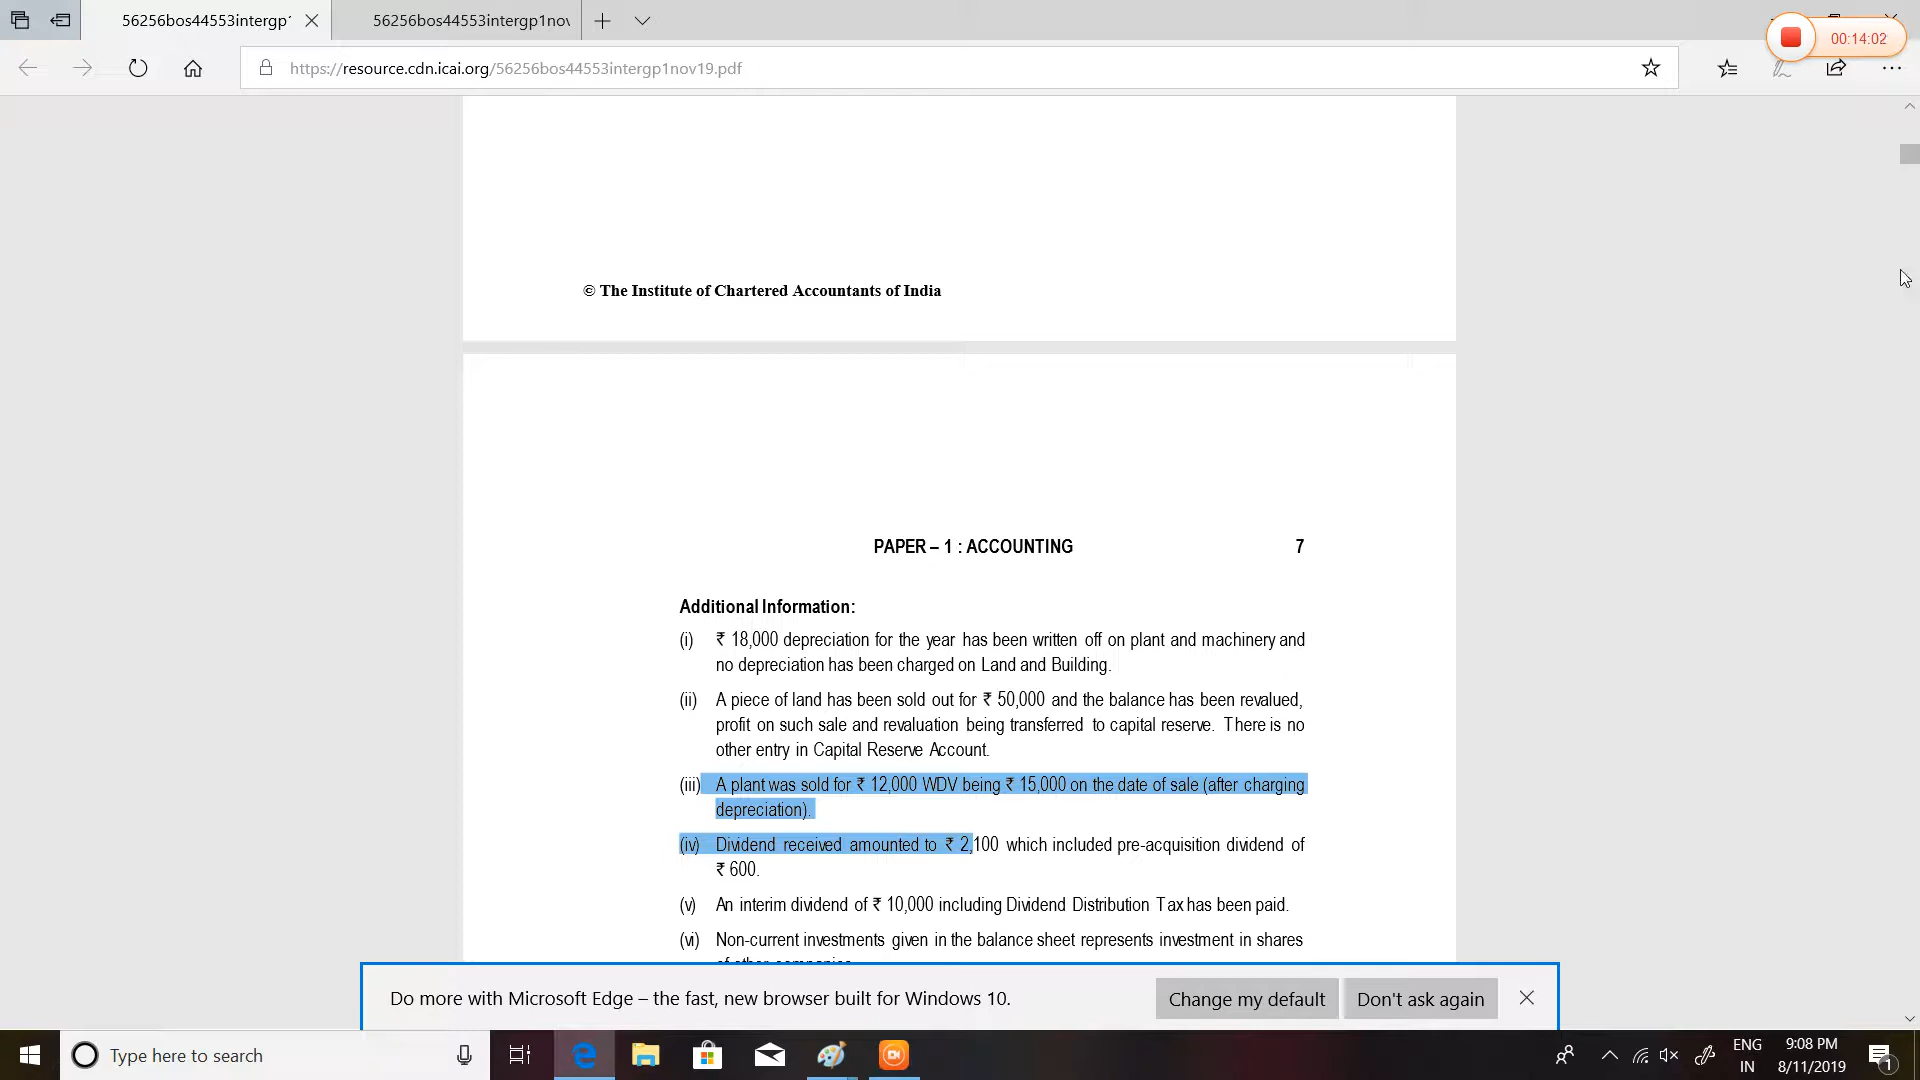 56256bos44553intergp1
56256bos44553intergp1nov
00:14:02
https://resource.cdn.icai.org/56256bos44553intergp1nov19.pdf
© The Institute of Chartered Accountants of India
PAPER – 1 : ACCOUNTING 7
Additional Information:
(i) ₹ 18,000 depreciation for the year has been written off on plant and machinery and
no depreciation has been charged on Land and Building.
(ii) A piece of land has been sold out for ₹ 50,000 and the balance has been revalued,
profit on such sale and revaluation being transferred to capital reserve. There is no
other entry in Capital Reserve Account.
(iii) A plant was sold for ₹ 12,000 WDV being ₹ 15,000 on the date of sale (after charging
depreciation).
(iv) Dividend received amounted to ₹ 2,100 which included pre-acquisition dividend of
₹ 600.
(v) An interim dividend of ₹ 10,000 including Dividend Distribution Tax has been paid.
(vi) Non-current investments given in the balance sheet represents investment in shares
of other companies
Do more with Microsoft Edge – the fast, new browser built for Windows 10.
Change my default
Don't ask again
Type here to search
ENG
IN
9:08 PM
8/11/2019
1